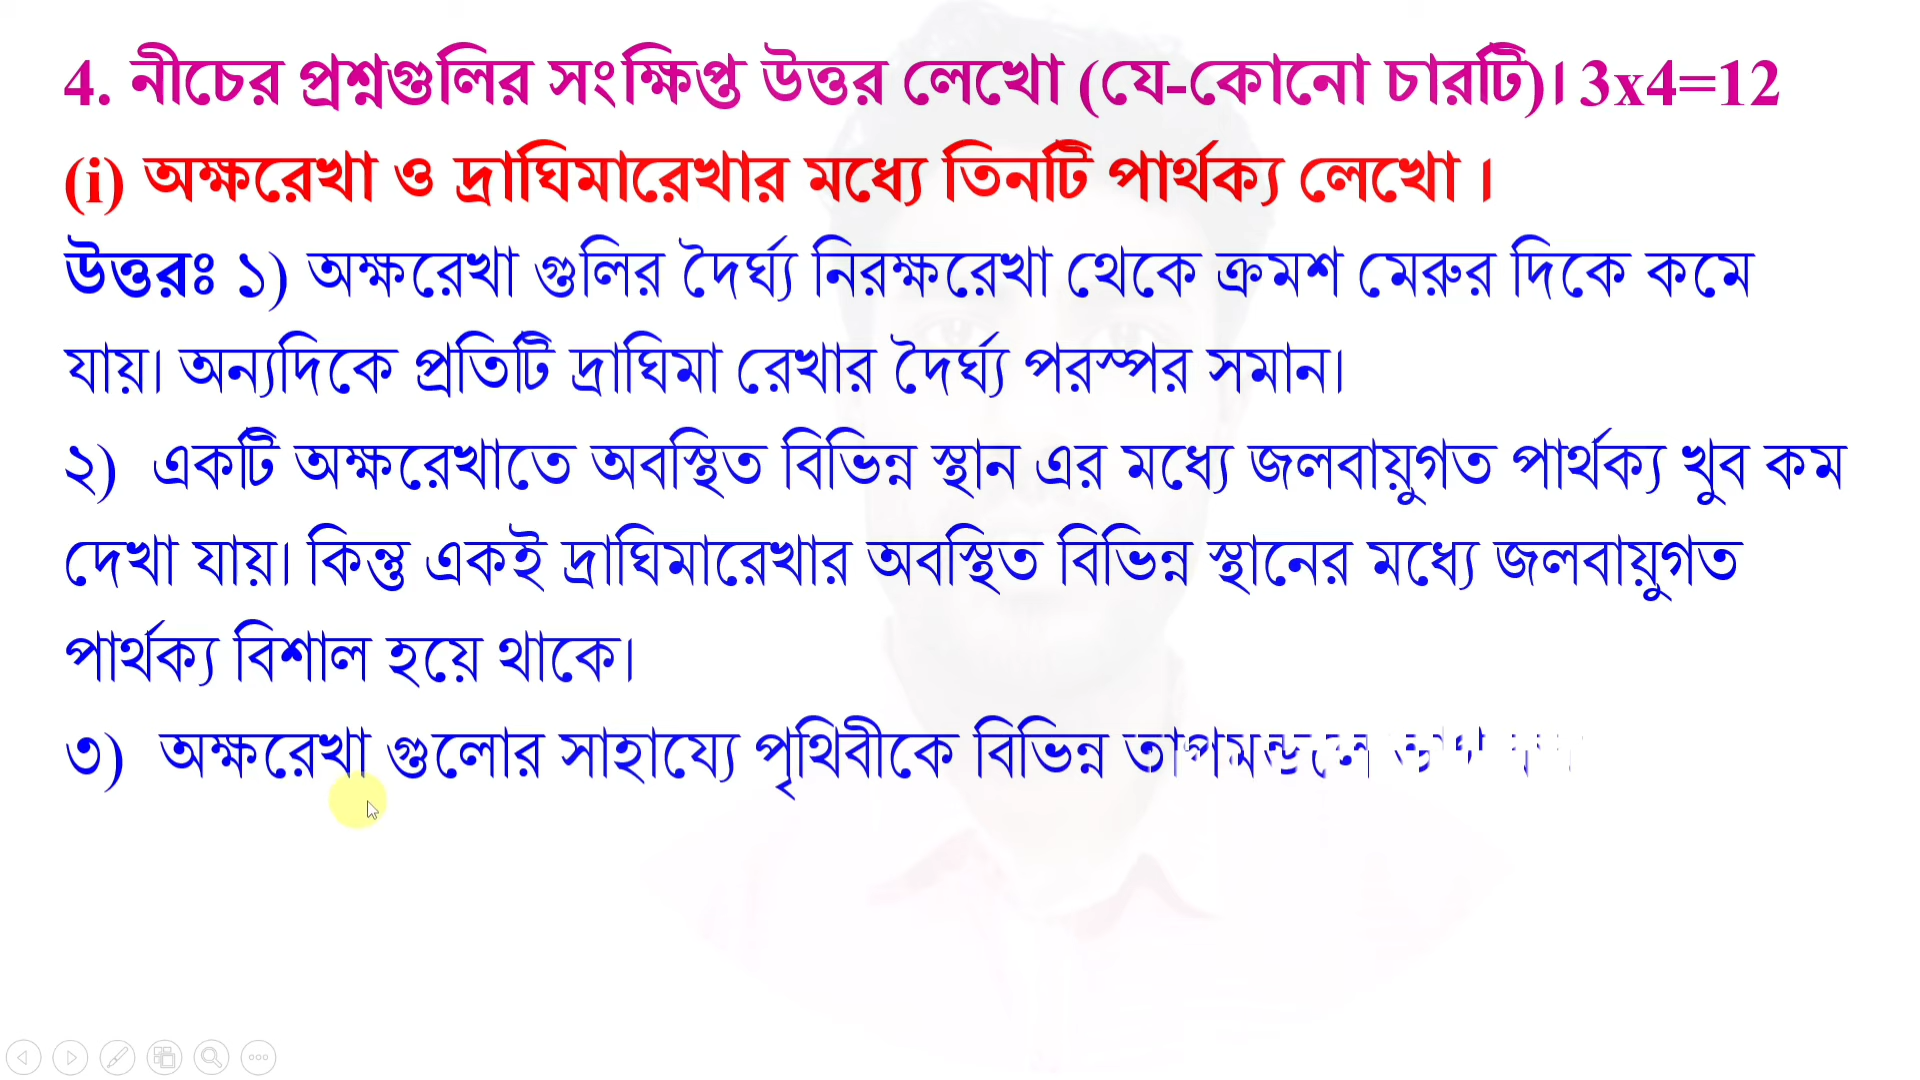 4. নীচের প্রশ্নগুলির সংক্ষিপ্ত উত্তর লেখো (যে-কোনো চারটি)। 3x4=12
(i) অক্ষরেখা ও দ্রাঘিমারেখার মধ্যে তিনটি পার্থক্য লেখো।
উত্তরঃ ১) অক্ষরেখা গুলির দৈর্ঘ্য নিরক্ষরেখা থেকে ক্রমশ মেরুর দিকে কমে
যায়। অন্যদিকে প্রতিটি দ্রাঘিমা রেখার দৈর্ঘ্য পরস্পর সমান।
২) একটি অক্ষরেখাতে অবস্থিত বিভিন্ন স্থান এর মধ্যে জলবায়ুগত পার্থক্য খুব কম
দেখা যায়। কিন্তু একই দ্রাঘিমারেখার অবস্থিত বিভিন্ন স্থানের মধ্যে জলবায়ুগত
পার্থক্য বিশাল হয়ে থাকে।
৩) অক্ষরেখা গুলোর সাহায্যে পৃথিবীকে বিভিন্ন